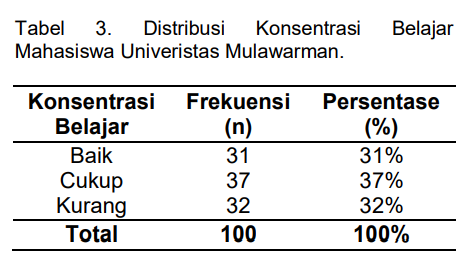 Tabel 3. Distribusi Konsentrasi Belajar
Mahasiswa Univeristas Mulawarman.
Konsentrasi Belajar Frekuensi (n) Persentase (%)
Baik 31 31%
Cukup 37 37%
Kurang 32 32%
Total 100 100%